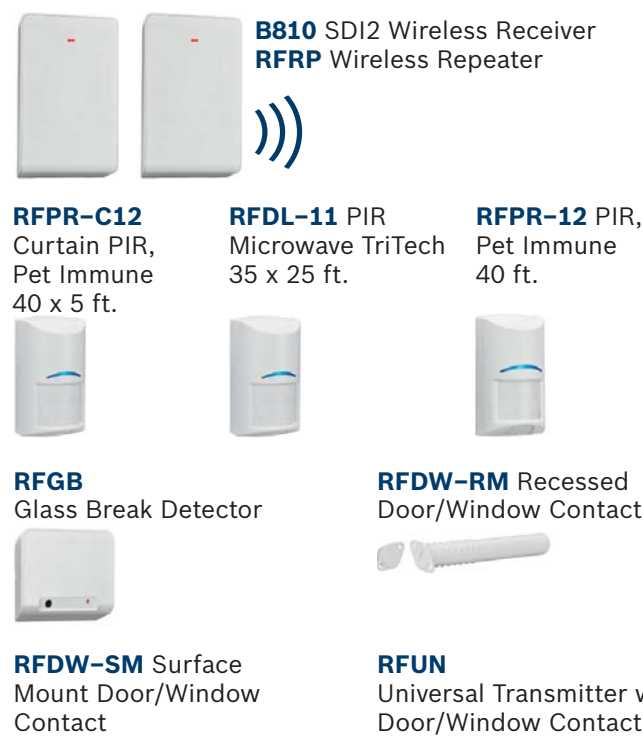 B810 SDI2 Wireless Receiver
RFRP Wireless Repeater
RFPR–C12
Curtain PIR,
Pet Immune
40 x 5 ft.
RFDL–11 PIR
Microwave TriTech
35 x 25 ft.
RFPR–12 PIR,
Pet Immune
40 ft.
RFGB
Glass Break Detector
RFDW–RM Recessed
Door/Window Contact
RFDW–SM Surface
Mount Door/Window
Contact
RFUN
Universal Transmitter
Door/Window Contact